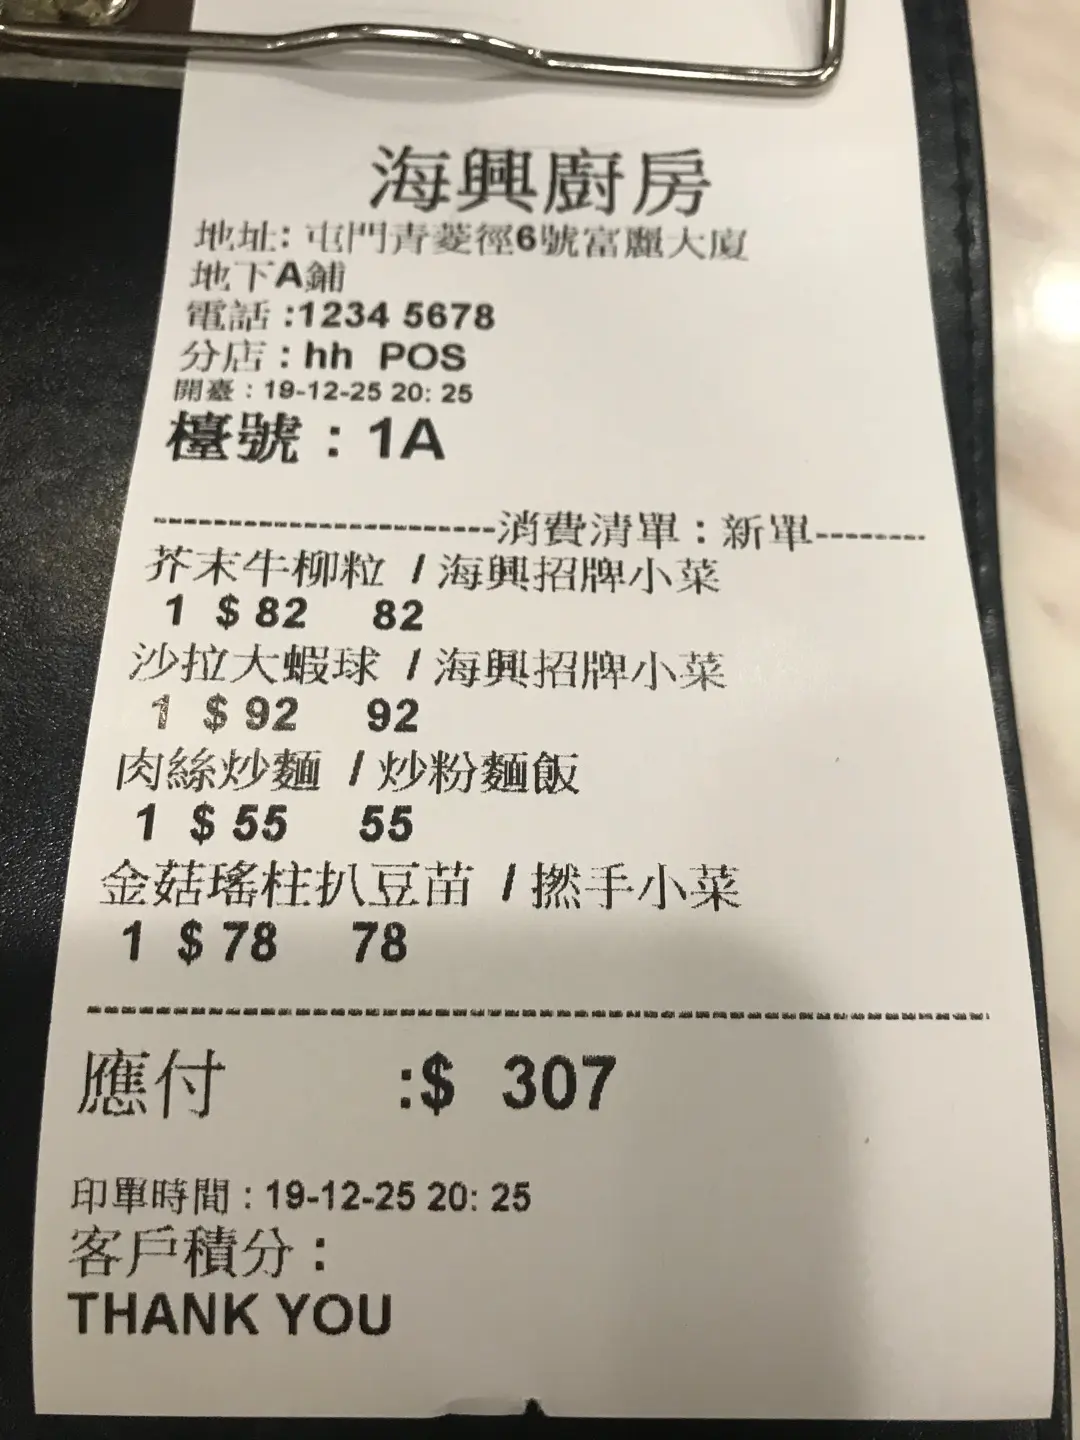 海興廚房
地址: 屯門青菱徑6號富麗大廈
地下A鋪
電話 :1234 5678
分店 : hh POS
開臺 : 19-12-25 20: 25
檯號 : 1A
----------------------消費清單 : 新單-------
芥末牛柳粒 / 海興招牌小菜
1 $ 82 82
沙拉大蝦球 / 海興招牌小菜
1 $ 92 92
肉絲炒麵 / 炒粉麵飯
1 $ 55 55
金菇瑤柱扒豆苗 / 撚手小菜
1 $ 78 78
應付 :$ 307
印單時間 : 19-12-25 20: 25
客戶積分 :
THANK YOU